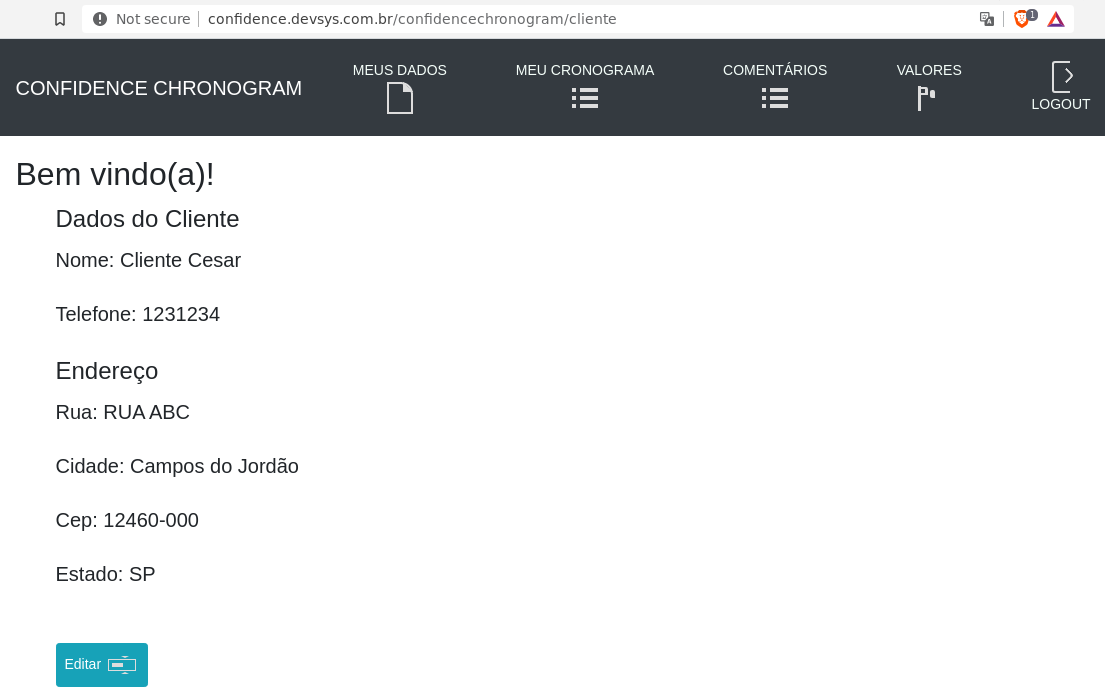 Not secure confidence.devsys.com.br/confidencechronogram/cliente 1
CONFIDENCE CHRONOGRAM
MEUS DADOS
MEU CRONOGRAMA
COMENTÁRIOS
VALORES
LOGOUT
Bem vindo(a)!
Dados do Cliente
Nome: Cliente Cesar
Telefone: 1231234
Endereço
Rua: RUA ABC
Cidade: Campos do Jordão
Cep: 12460-000
Estado: SP
Editar